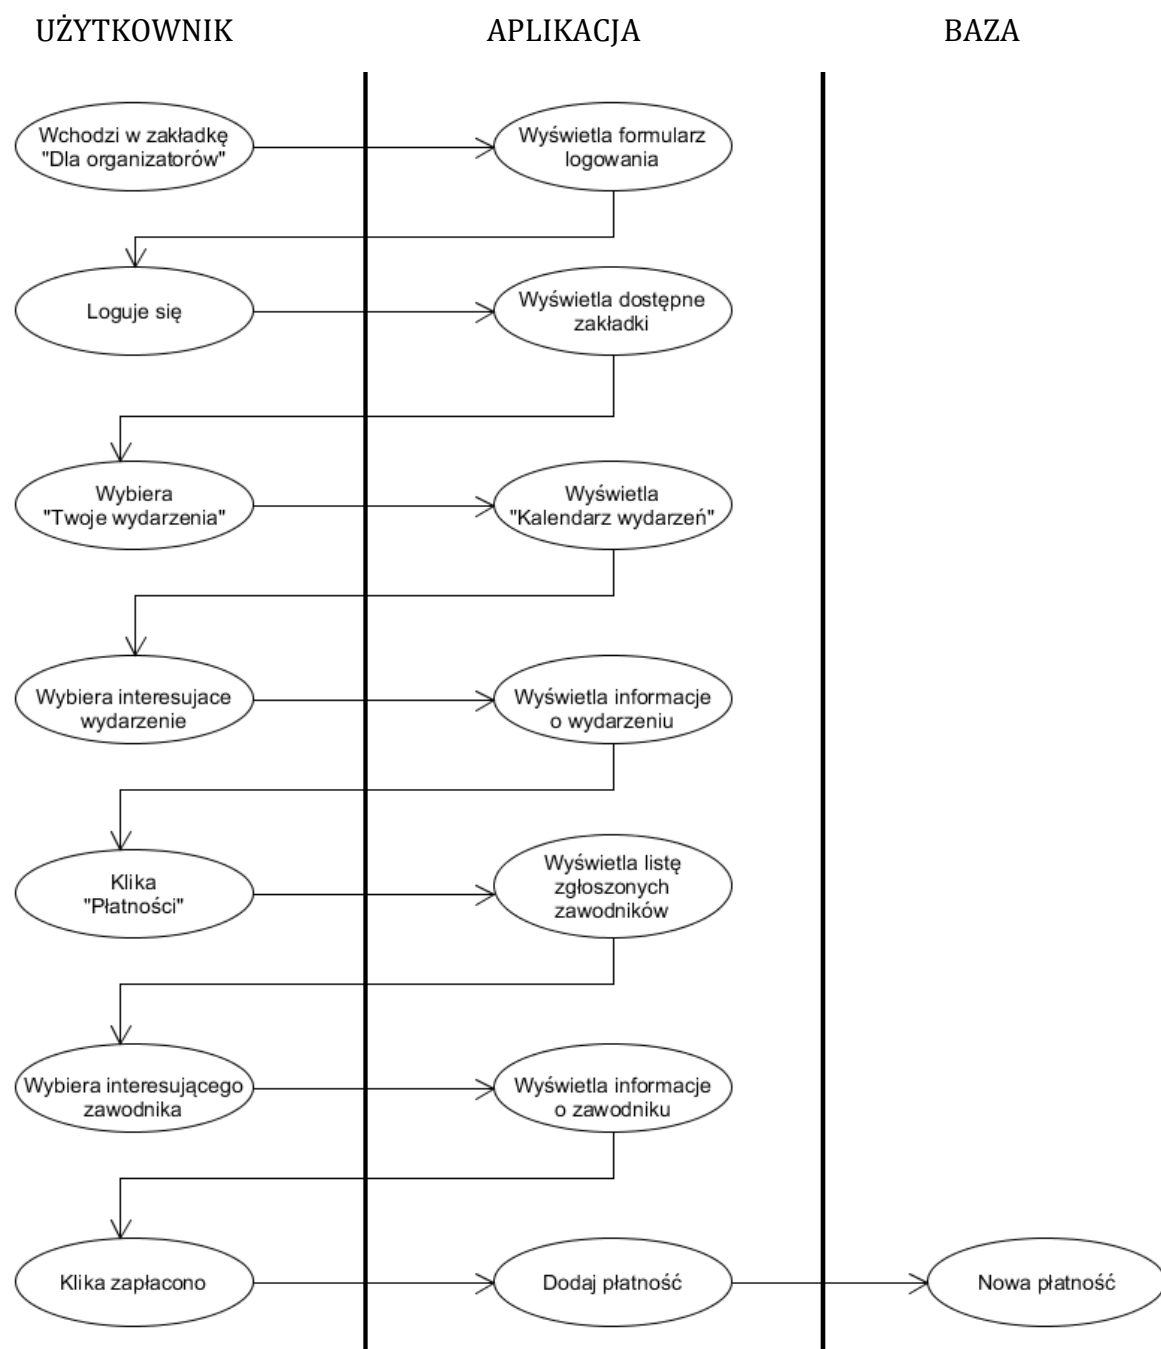 UŻYTKOWNIK
APLIKACJA
BAZA
Wchodzi w zakładkę
"Dla organizatorów"
Wyświetla formularz
logowania
Loguje się
Wyświetla dostępne
zakładki
Wybiera
"Twoje wydarzenia"
Wyświetla
"Kalendarz wydarzeń"
Wybiera interesujace
wydarzenie
Wyświetla informacje
o wydarzeniu
Klika
"Płatności"
Wyświetla listę
zgłoszonych
zawodników
Wybiera interesującego
zawodnika
Wyświetla informacje
o zawodniku
Klika zapłacono
Dodaj płatność
Nowa płatność